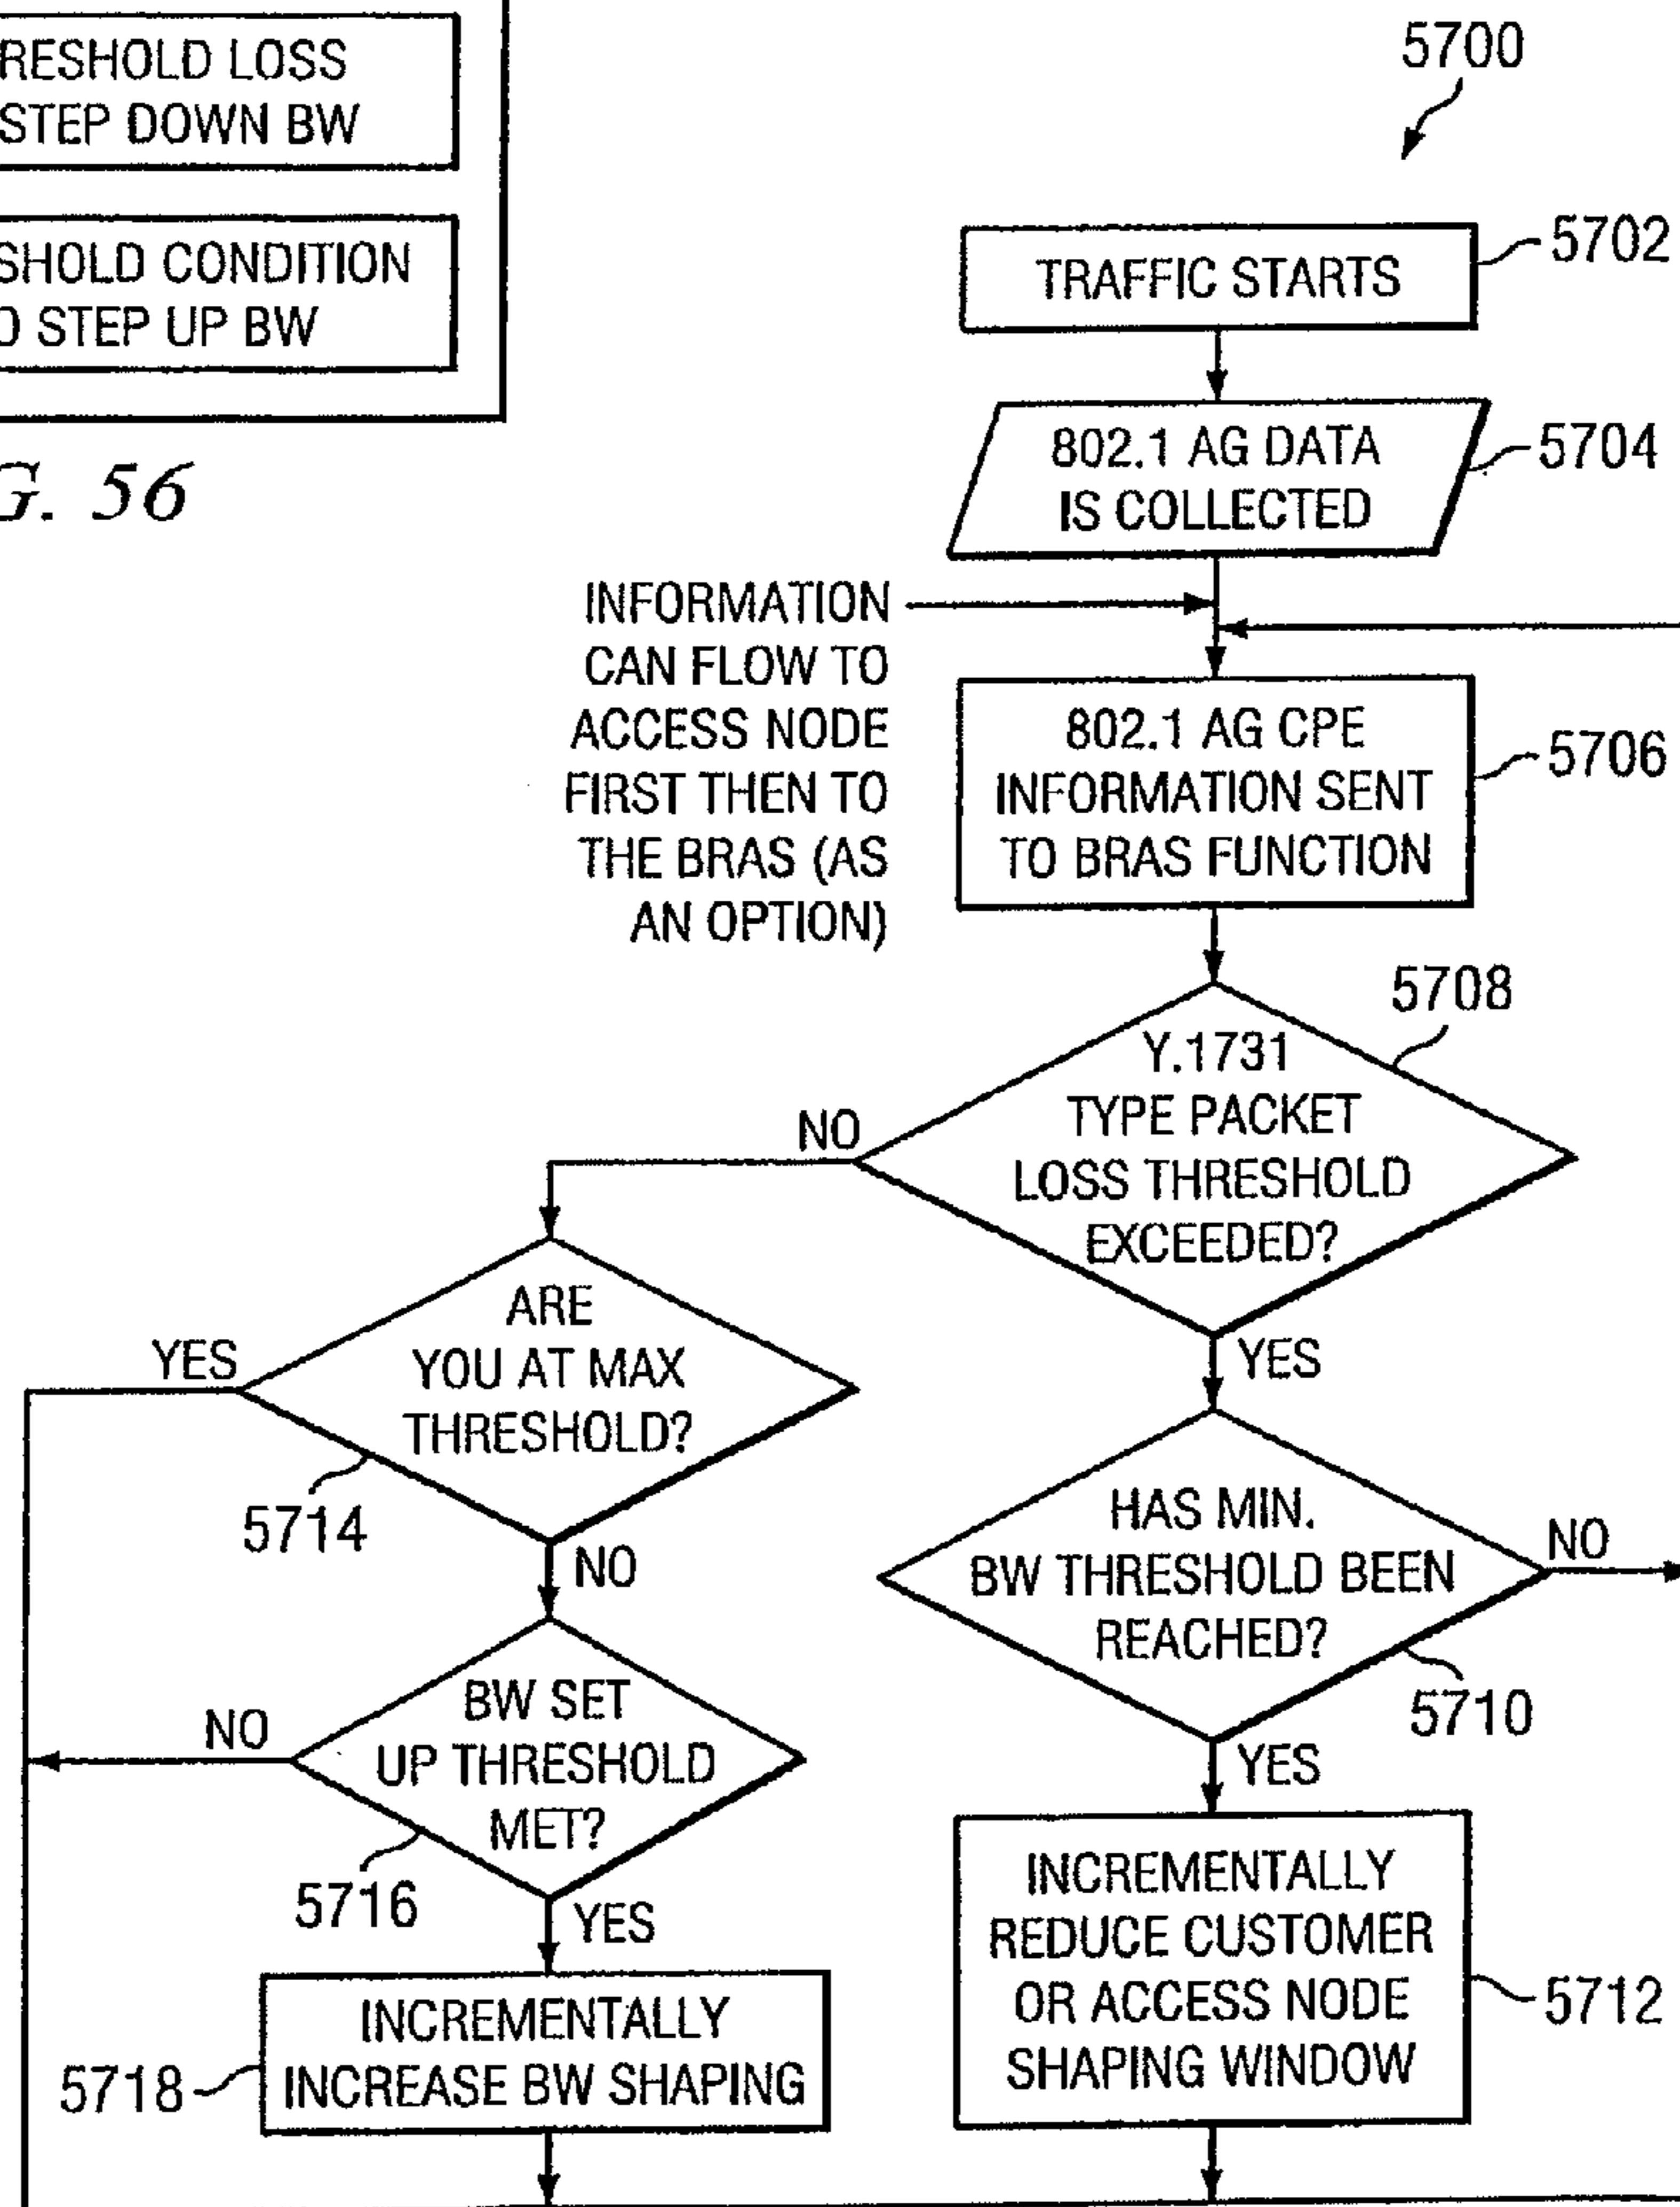 RESHOLD LOSS
STEP DOWN BW
SHOLD CONDITION
O STEP UP BW
G. 56
5700
TRAFFIC STARTS
5702
802.1 AG DATA
IS COLLECTED
5704
INFORMATION
CAN FLOW TO
ACCESS NODE
FIRST THEN TO
THE BRAS (AS
AN OPTION)
802.1 AG CPE
INFORMATION SENT
TO BRAS FUNCTION
5706
5708
Y.1731
TYPE PACKET
LOSS THRESHOLD
EXCEEDED?
NO
YES
ARE
YOU AT MAX
THRESHOLD?
YES
5714
NO
HAS MIN.
BW THRESHOLD BEEN
REACHED?
NO
5710
YES
BW SET
UP THRESHOLD
MET?
NO
5716
YES
INCREMENTALLY
INCREASE BW SHAPING
5718
INCREMENTALLY
REDUCE CUSTOMER
OR ACCESS NODE
SHAPING WINDOW
5712